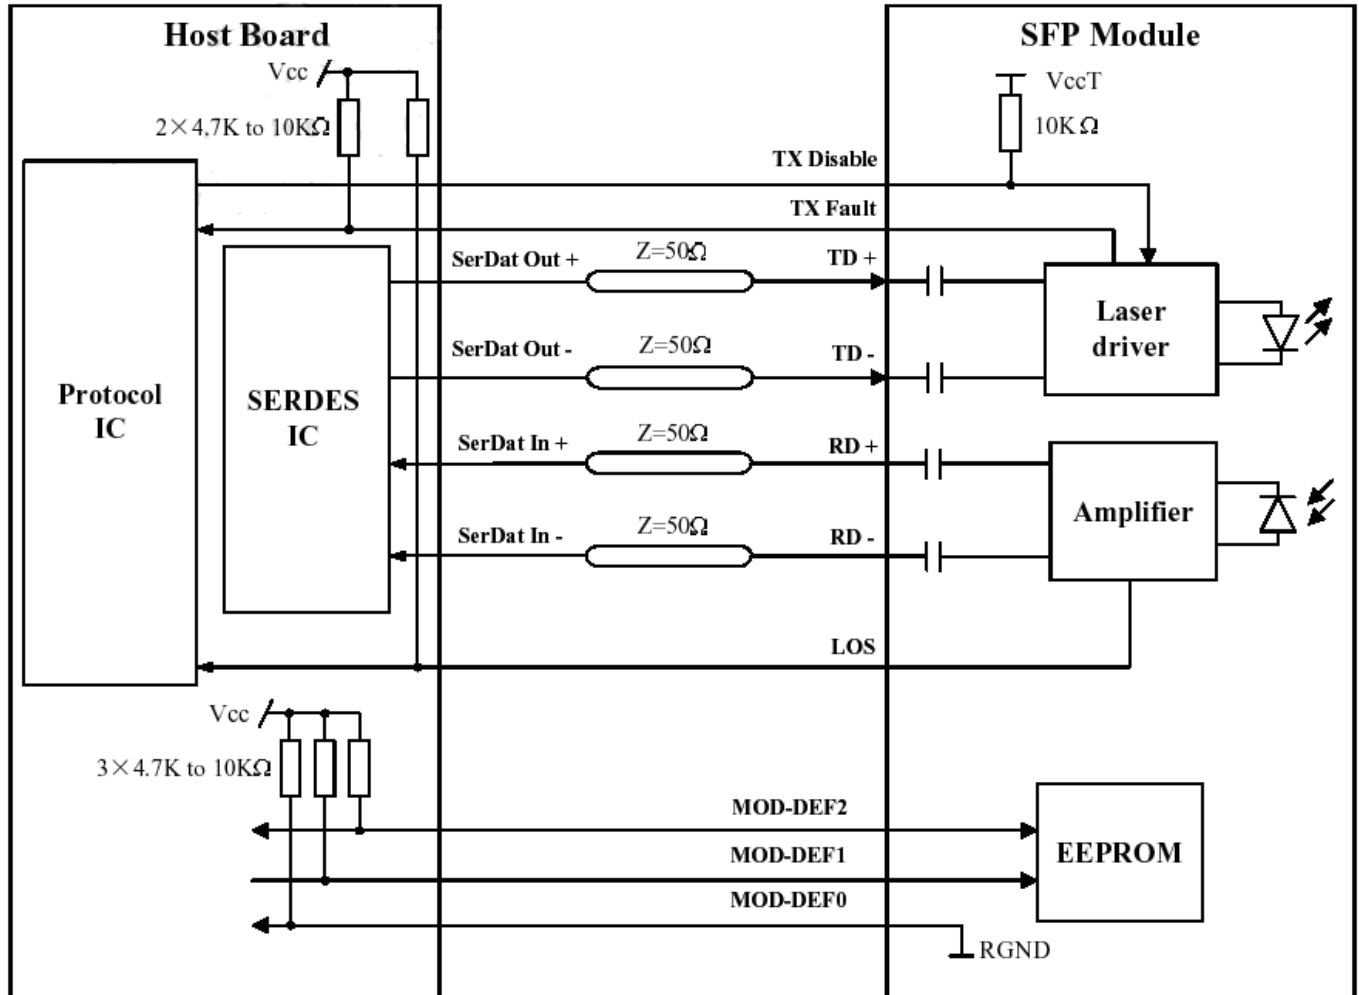 Host Board
SFP Module
Vcc
VccT
2×4.7K to 10KΩ
10KΩ
TX Disable
TX Fault
SerDat Out +
Z=50Ω
TD +
Laser
driver
SerDat Out -
Z=50Ω
TD -
Protocol
IC
SERDES
IC
SerDat In +
Z=50Ω
RD +
Amplifier
SerDat In -
Z=50Ω
RD -
LOS
Vcc
3×4.7K to 10KΩ
MOD-DEF2
MOD-DEF1
EEPROM
MOD-DEF0
RGND